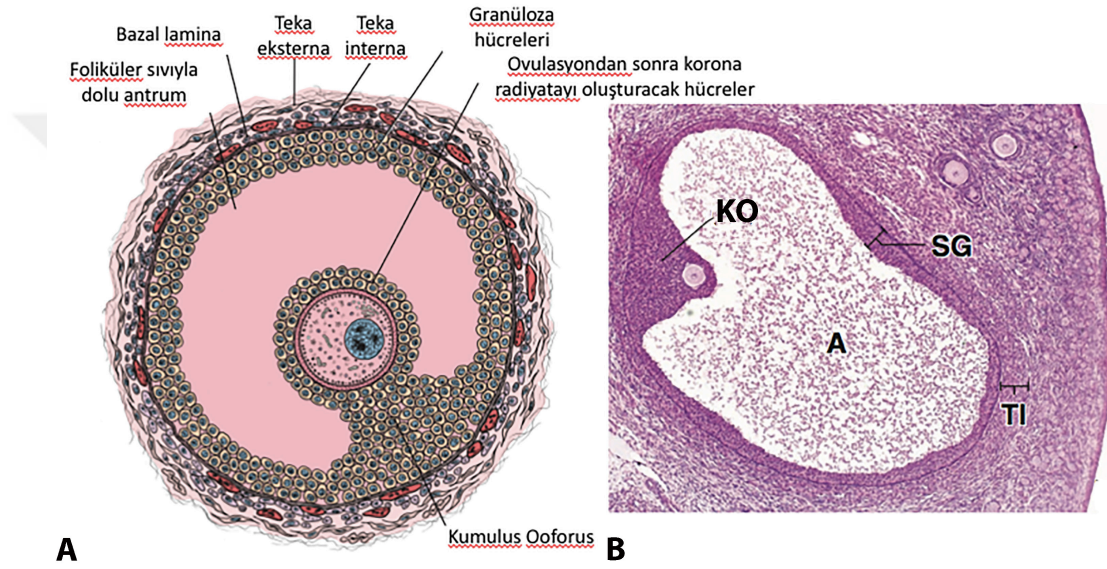 Bazal lamina
Teka
eksterna
Teka
interna
Granüloza
hücreleri
Foliküler sıvıyla
dolu antrum
Ovulasyondan sonra korona
radiyatayı oluşturacak hücreler
KO
SG
A
TI
Kumulus Ooforus
A
B